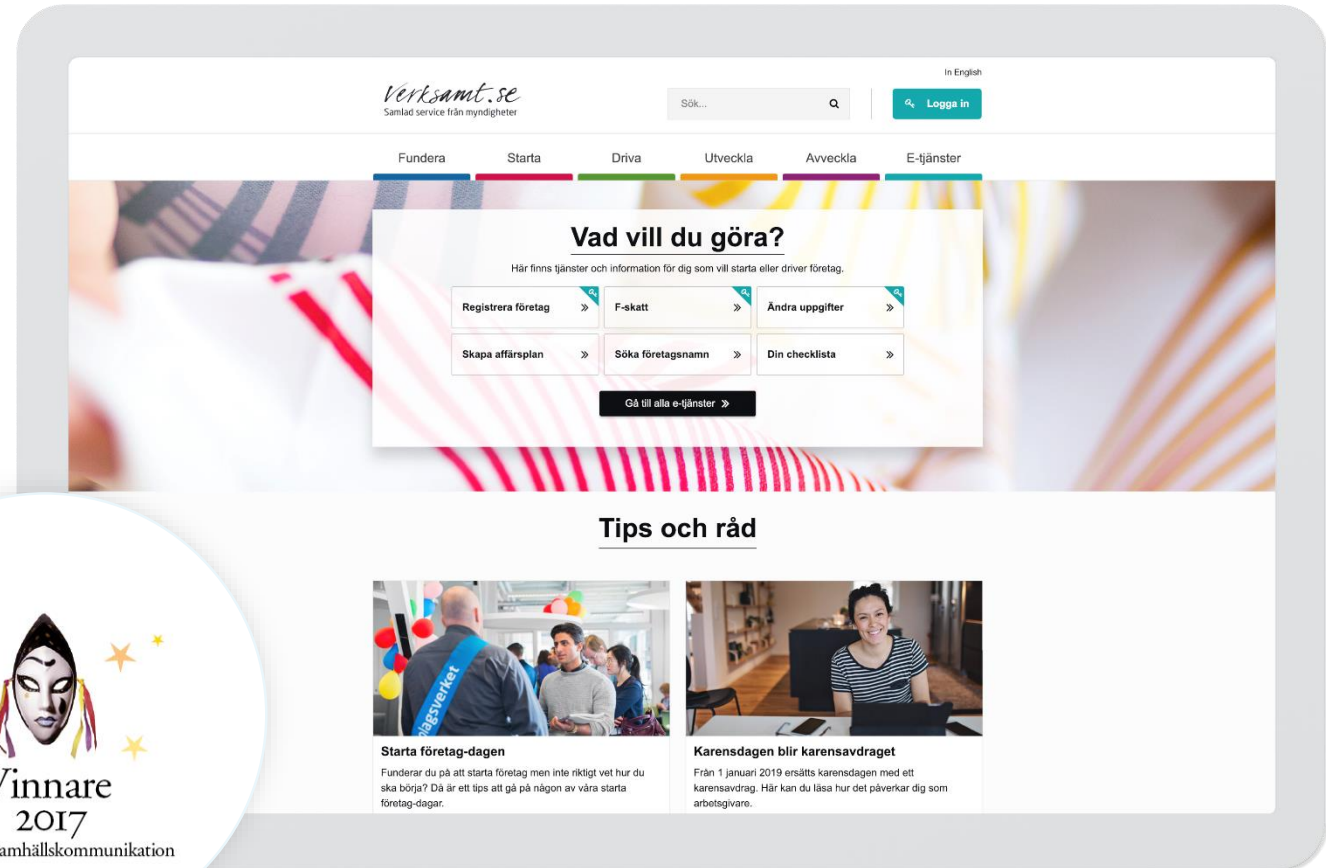 In English
Verksamt.se
Samlad service från myndigheter
Sök...
Logga in
Fundera
Starta
Driva
Utveckla
Avveckla
E-tjänster
Vad vill du göra?
Här finns tjänster och information för dig som vill starta eller driver företag.
Registrera företag
F-skatt
Ändra uppgifter
Skapa affärsplan
Söka företagsnamn
Din checklista
Gå till alla e-tjänster
Tips och råd
lagsverket
Starta företag-dagen
Funderar du på att starta företag men inte riktigt vet hur du
ska börja? Då är ett tips att gå på någon av våra starta
företag-dagar.
Karensdagen blir karensavdraget
Från 1 januari 2019 ersätts karensdagen med ett
karensavdrag. Här kan du läsa hur det påverkar dig som
arbetsgivare.
Vinnare
2017
amhällskommunikation